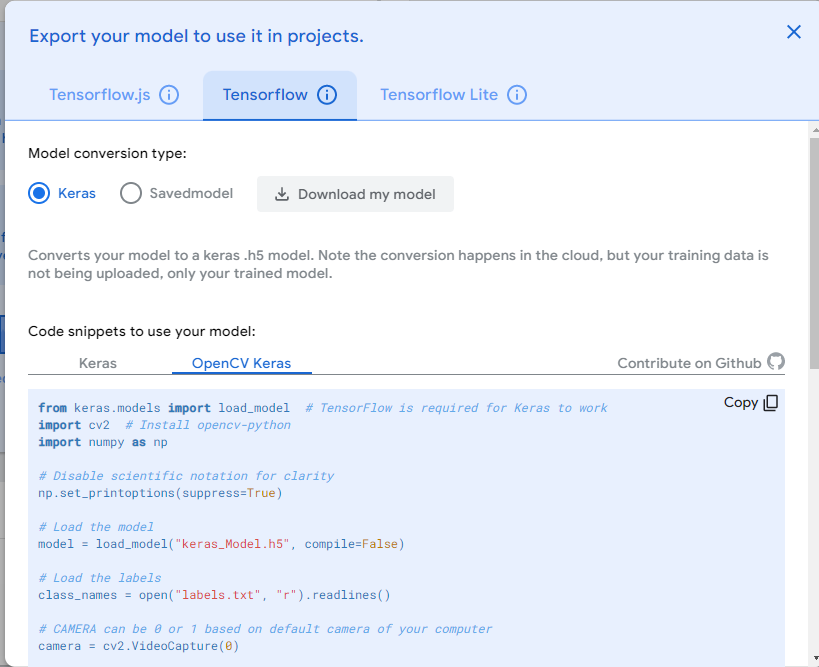 Export your model to use it in projects.
Tensorflow.js Tensorflow Tensorflow Lite
Model conversion type:
Keras Savedmodel Download my model
Converts your model to a keras .h5 model. Note the conversion happens in the cloud, but your training data is
not being uploaded, only your trained model.
Code snippets to use your model:
Keras OpenCV Keras Contribute on Github
Copy
from keras.models import load_model  # TensorFlow is required for Keras to work
import cv2  # Install opencv-python
import numpy as np
# Disable scientific notation for clarity
np.set_printoptions(suppress=True)
# Load the model
model = load_model("keras_Model.h5", compile=False)
# Load the labels
class_names = open("labels.txt", "r").readlines()
# CAMERA can be 0 or 1 based on default camera of your computer
camera = cv2.VideoCapture(0)